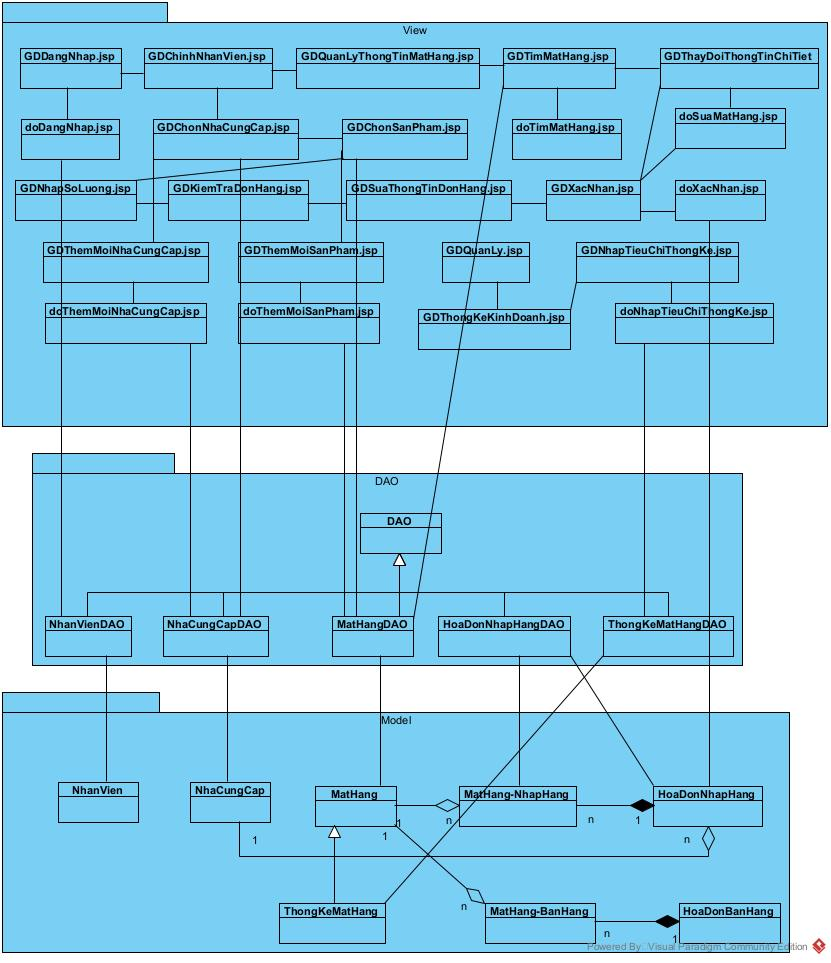 View
GDDangNhap.jsp
GDChinhNhanVien.jsp
GDQuanLyThongTinMatHang.jsp
GDTimMatHang.jsp
GDThayDoiThongTinChiTiet
doDangNhap.jsp
GDChonNhaCungCap.jsp
GDChonSanPham.jsp
doTimMatHang.jsp
doSuaMatHang.jsp
GDNhapSoLuong.jsp
GDKiemTraDonHang.jsp
GDSuaThongTinDonHang.jsp
GDXacNhan.jsp
doXacNhan.jsp
GDThemMoiNhaCungCap.jsp
GDThemMoiSanPham.jsp
GDQuanLy.jsp
GDNhapTieuChiThongKe.jsp
doThemMoiNhaCungCap.jsp
doThemMoiSanPham.jsp
GDThongKeKinhDoanh.jsp
doNhapTieuChiThongKe.jsp
DAO
DAO
NhanVienDAO
NhaCungCapDAO
MatHangDAO
HoaDonNhapHangDAO
ThongKeMatHangDAO
Model
NhanVien
NhaCungCap
MatHang
MatHang-NhapHang
HoaDonNhapHang
1
n
n
1
1
1
n
ThongKeMatHang
n
MatHang-BanHang
HoaDonBanHang
n
1
Powered By: Visual Paradigm Community Edition